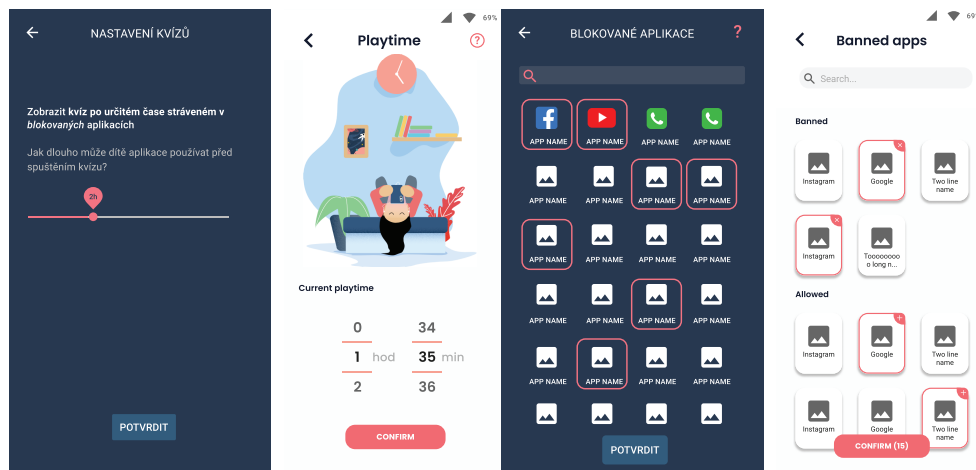 NASTAVENÍ KVÍZŮ
Zobrazit kvíz po určitém čase stráveném v
blokovaných aplikacích
Jak dlouho může dítě aplikace používat před
spuštěním kvízu?
2h
POTVRDIT
69%
Playtime
?
Current playtime
0 34
1 hod 35 min
2 36
CONFIRM
BLOKOVANÉ APLIKACE
?
APP NAME APP NAME APP NAME APP NAME
APP NAME APP NAME APP NAME APP NAME
APP NAME APP NAME APP NAME APP NAME
APP NAME APP NAME APP NAME APP NAME
APP NAME APP NAME APP NAME APP NAME
POTVRDIT
Banned apps
Search...
Banned
Instagram Google Two line
name
Instagram Toooooooo
o long n...
Allowed
Instagram Google Two line
name
Instagram Google Two line
name
CONFIRM (15)